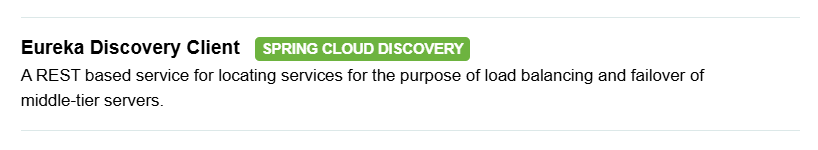 Eureka Discovery Client SPRING CLOUD DISCOVERY
A REST based service for locating services for the purpose of load balancing and failover of
middle-tier servers.